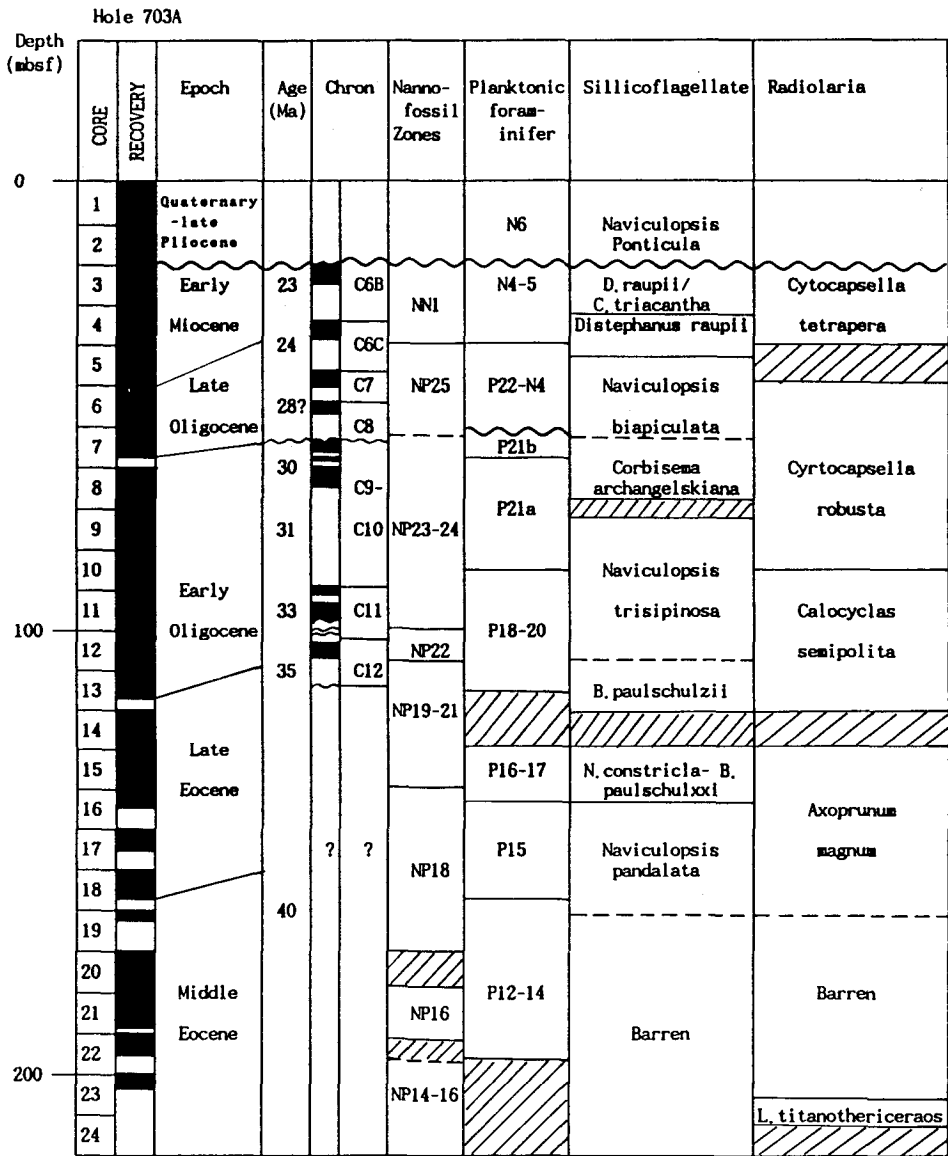 Hole 703A
Depth
(mbsf)
CORE
RECOVERY
Epoch
Age
(Ma)
Chron
Nanno-
fossil
Zones
Planktonic
foram-
inifer
Sillicoflagellate
Radiolaria
0
100
200
1
2
3
4
5
6
7
8
9
10
11
12
13
14
15
16
17
18
19
20
21
22
23
24
Quaternary
-late
Pliocene
Early
Miocene
Late
Oligocene
Early
Oligocene
Late
Eocene
Middle
Eocene
23
24
28?
30
31
33
35
40
?
C6B
C6C
C7
C8
C9-
C10
C11
C12
?
NN1
NP25
NP23-24
NP22
NP19-21
NP18
NP16
NP14-16
N6
N4-5
P22-N4
P21b
P21a
P18-20
P16-17
P15
P12-14
Naviculopsis
Ponticula
D. raupii/
C. triacantha
Distephanus raupii
Naviculopsis
biapiculata
Corbisema
archangelskiana
Naviculopsis
trisipinosa
B. paulschulzii
N. constricla- B.
paulschulxxi
Naviculopsis
pandalata
Barren
Cytocapsella
tetrapera
Cyrtocapsella
robusta
Calocyclas
semipolita
Axoprunum
magnum
Barren
L. titanothericeraos